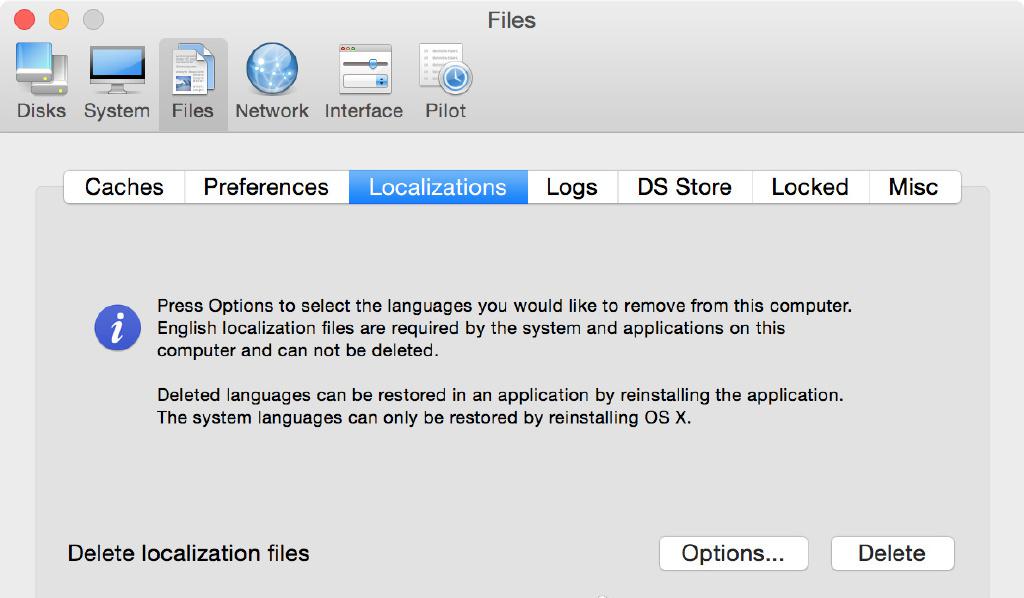 Files
Disks System Files Network Interface Pilot
Caches Preferences Localizations Logs DS Store Locked Misc
Press Options to select the languages you would like to remove from this computer.
English localization files are required by the system and applications on this
computer and can not be deleted.
Deleted languages can be restored in an application by reinstalling the application.
The system languages can only be restored by reinstalling OS X.
Delete localization files Options... Delete